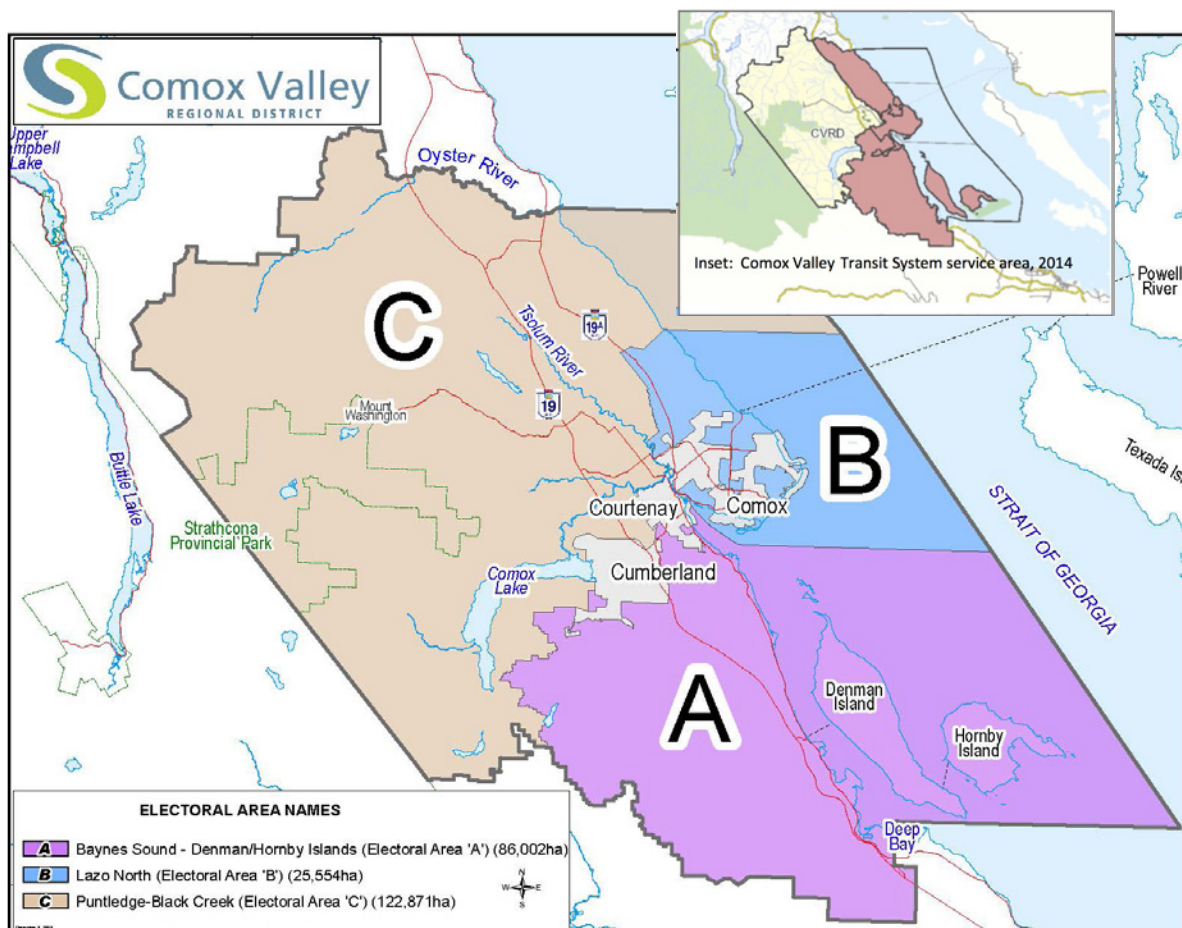 Comox Valley
REGIONAL DISTRICT
CVRD
Inset: Comox Valley Transit System service area, 2014
Upper
Campbell
Lake
Oyster River
Powell
River
C
19A
Tsolum River
19
Mount
Washington
B
Texada
Buttle Lake
Courtenay
Comox
STRAIT OF GEORGIA
Strathcona
Provincial Park
Comox
Lake
Cumberland
A
Denman
Island
Hornby
Island
Deep
Bay
ELECTORAL AREA NAMES
A Baynes Sound - Denman/Hornby Islands (Electoral Area 'A') (86,002ha)
B Lazo North (Electoral Area 'B') (25,554ha)
C Puntledge-Black Creek (Electoral Area 'C') (122,871ha)
N
W E
S